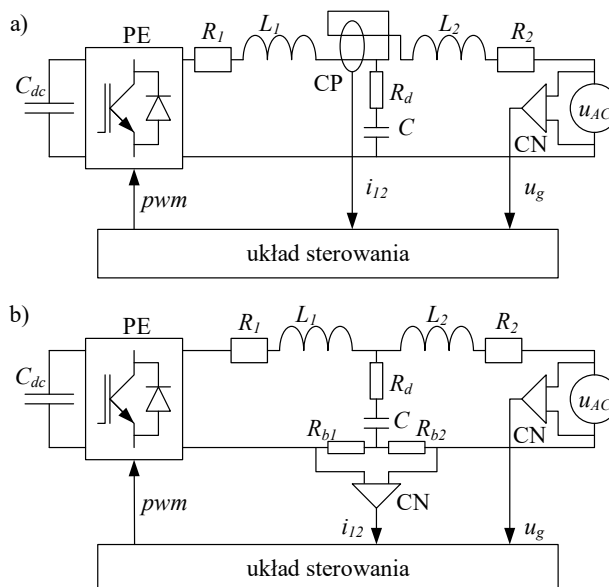 a)
PE
R1
L1
L2
R2
CP
Cdc
Rd
C
uAC
CN
pwm
i12
ug
układ sterowania
b)
PE
R1
L1
L2
R2
Cdc
Rd
C
uAC
CN
Rb1
Rb2
CN
pwm
i12
ug
układ sterowania